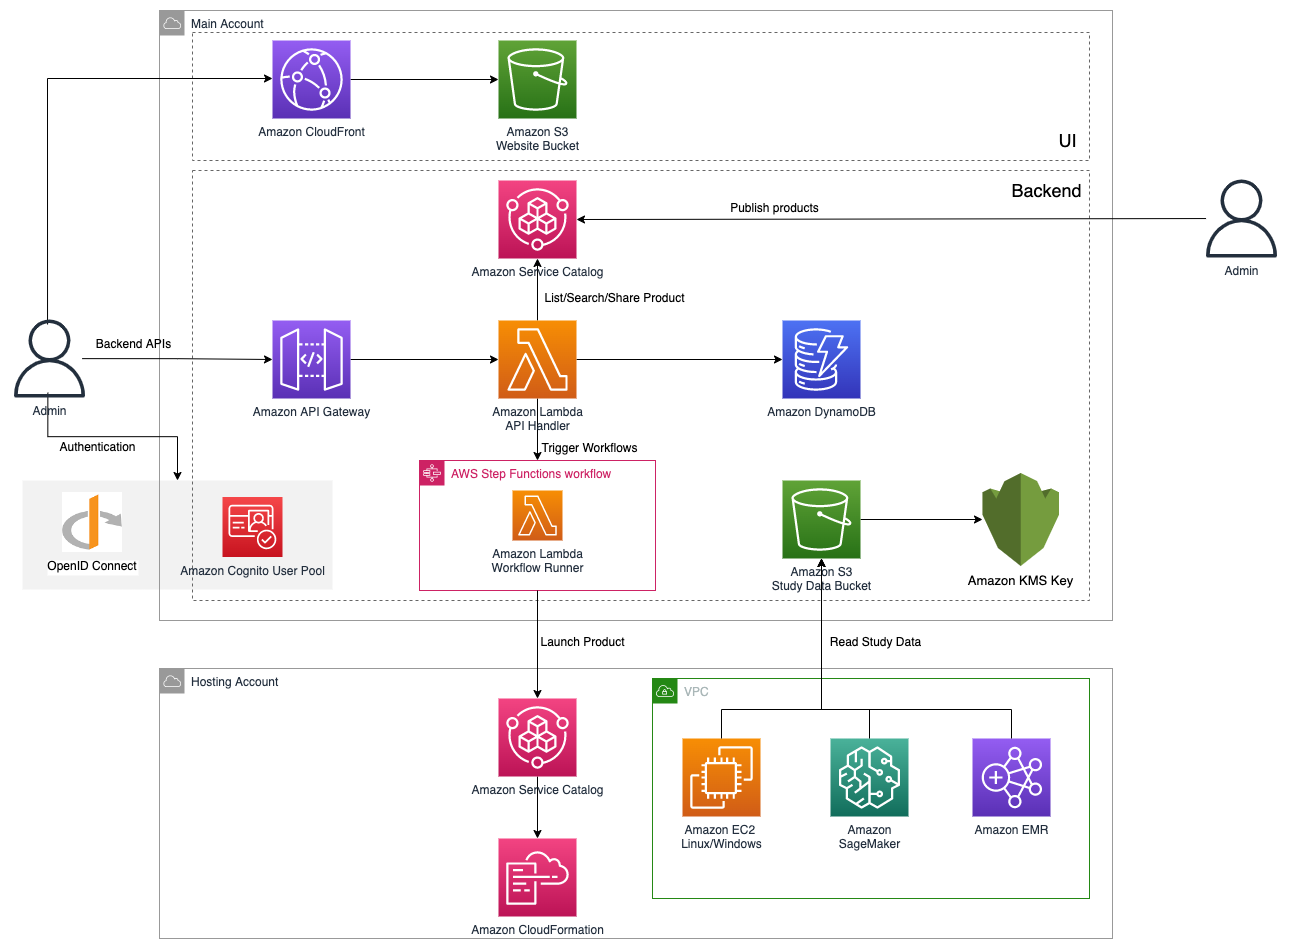 Main Account
Amazon CloudFront
Amazon S3
Website Bucket
UI
Backend
Publish products
Amazon Service Catalog
Admin
List/Search/Share Product
Backend APIs
</>
Amazon API Gateway
Amazon Lambda
API Handler
Amazon DynamoDB
Admin
Authentication
Trigger Workflows
AWS Step Functions workflow
OpenID Connect
Amazon Cognito User Pool
Amazon Lambda
Workflow Runner
Amazon S3
Study Data Bucket
Amazon KMS Key
Launch Product
Read Study Data
Hosting Account
VPC
Amazon Service Catalog
Amazon EC2
Linux/Windows
Amazon
SageMaker
Amazon EMR
Amazon CloudFormation